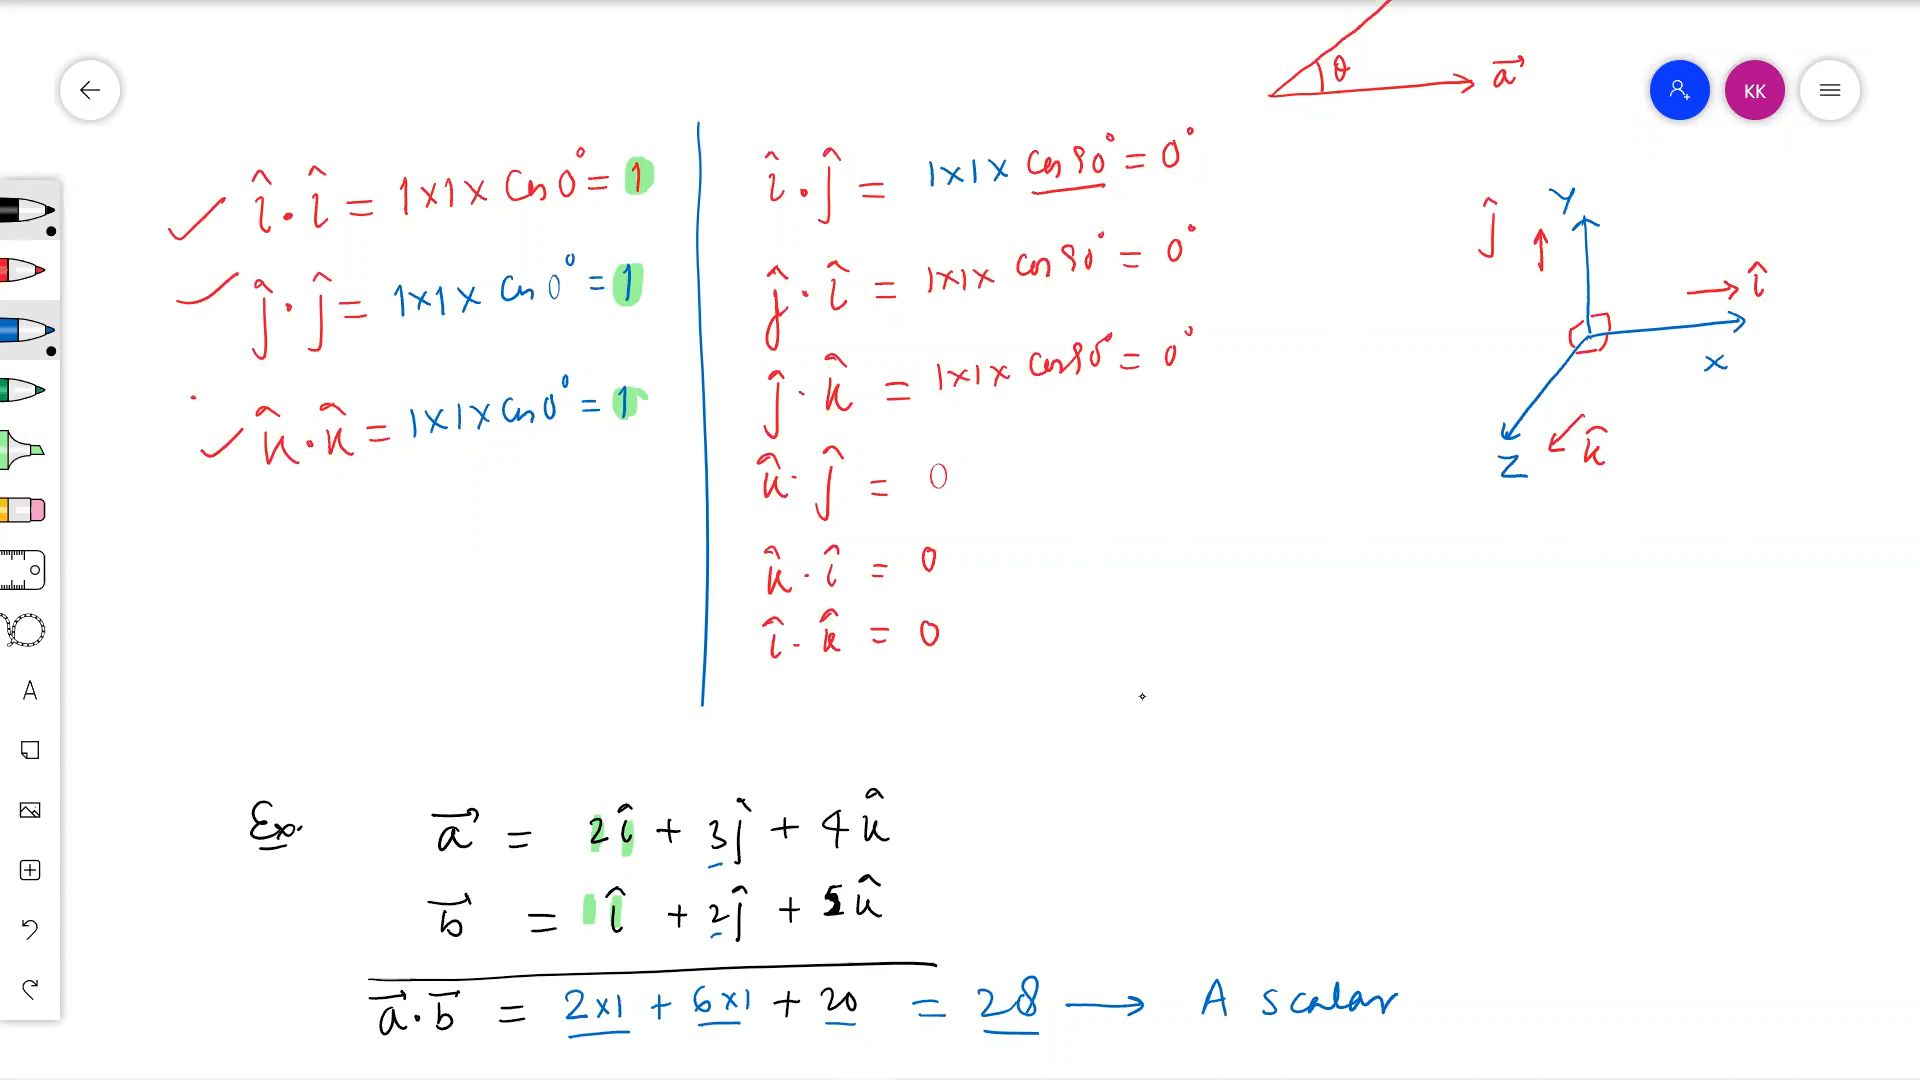 θ
a⃗
KK
î · î = 1×1× Cos 0° = 1
ĵ · ĵ = 1×1× Cos 0° = 1
k̂ · k̂ = 1×1× Cos 0° = 1
î · ĵ = 1×1× Cos 90° = 0°
ĵ · î = 1×1× Cos 90° = 0°
ĵ · k̂ = 1×1× Cos 90° = 0°
k̂ · ĵ = 0
k̂ · î = 0
î · k̂ = 0
ĵ
Y
î
X
Z
k̂
A
Ex.
a⃗ = 2î + 3ĵ + 4k̂
b⃗ = 1î + 2ĵ + 5k̂
a⃗ · b⃗ = 2×1 + 6×1 + 20 = 28 → A scalar